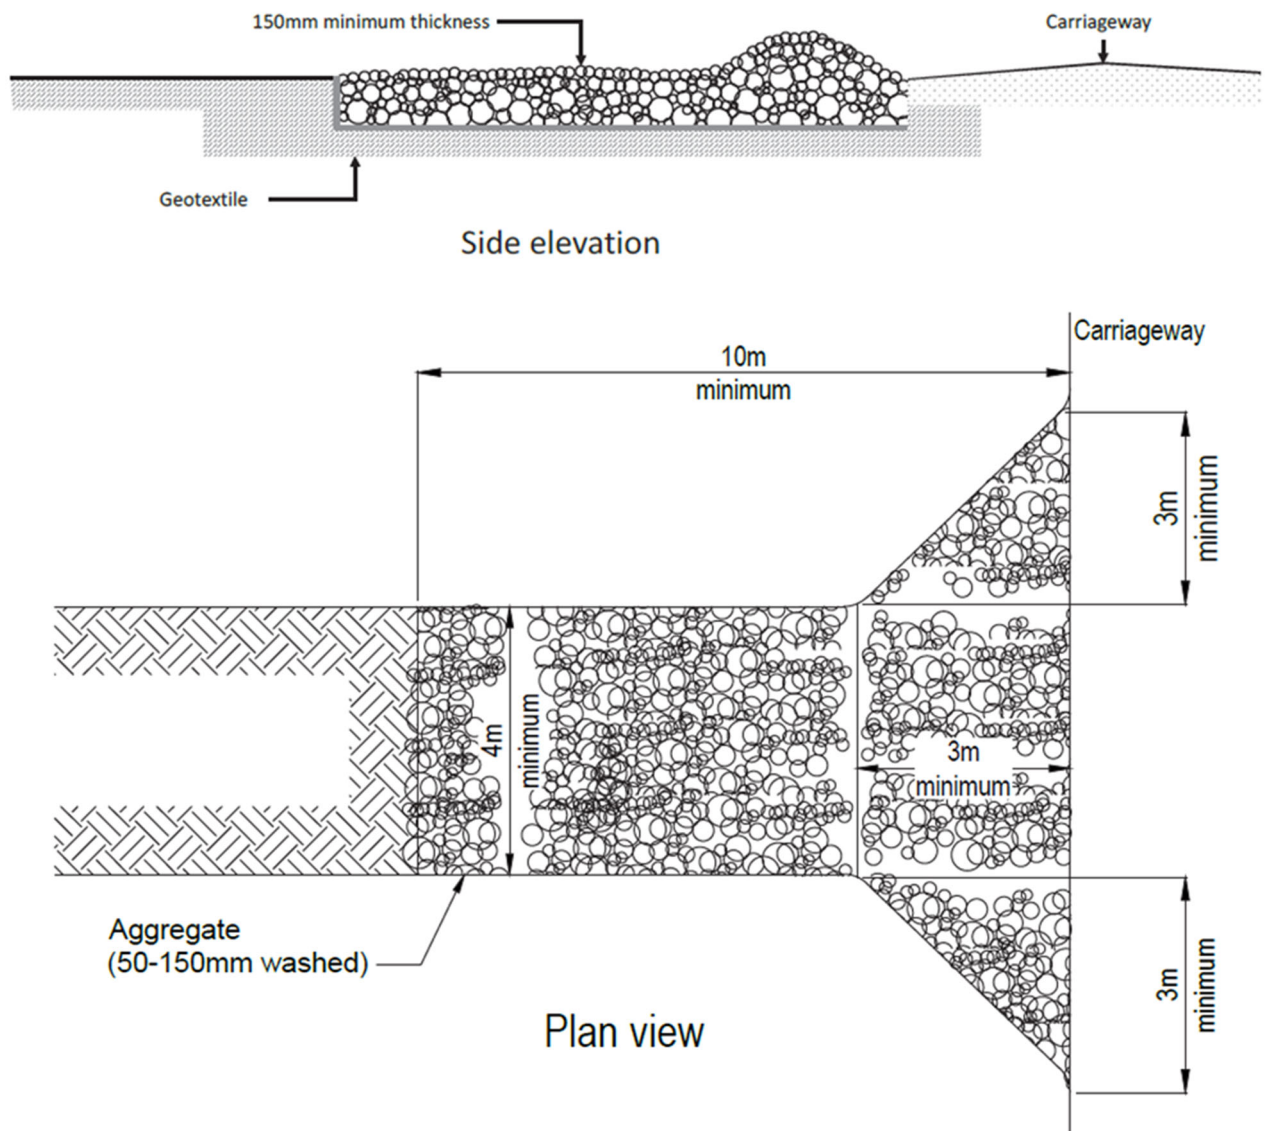 150mm minimum thickness
Carriageway
Geotextile
Side elevation
Carriageway
10m
minimum
3m
minimum
4m
minimum
3m
minimum
Aggregate
(50-150mm washed)
3m
minimum
Plan view